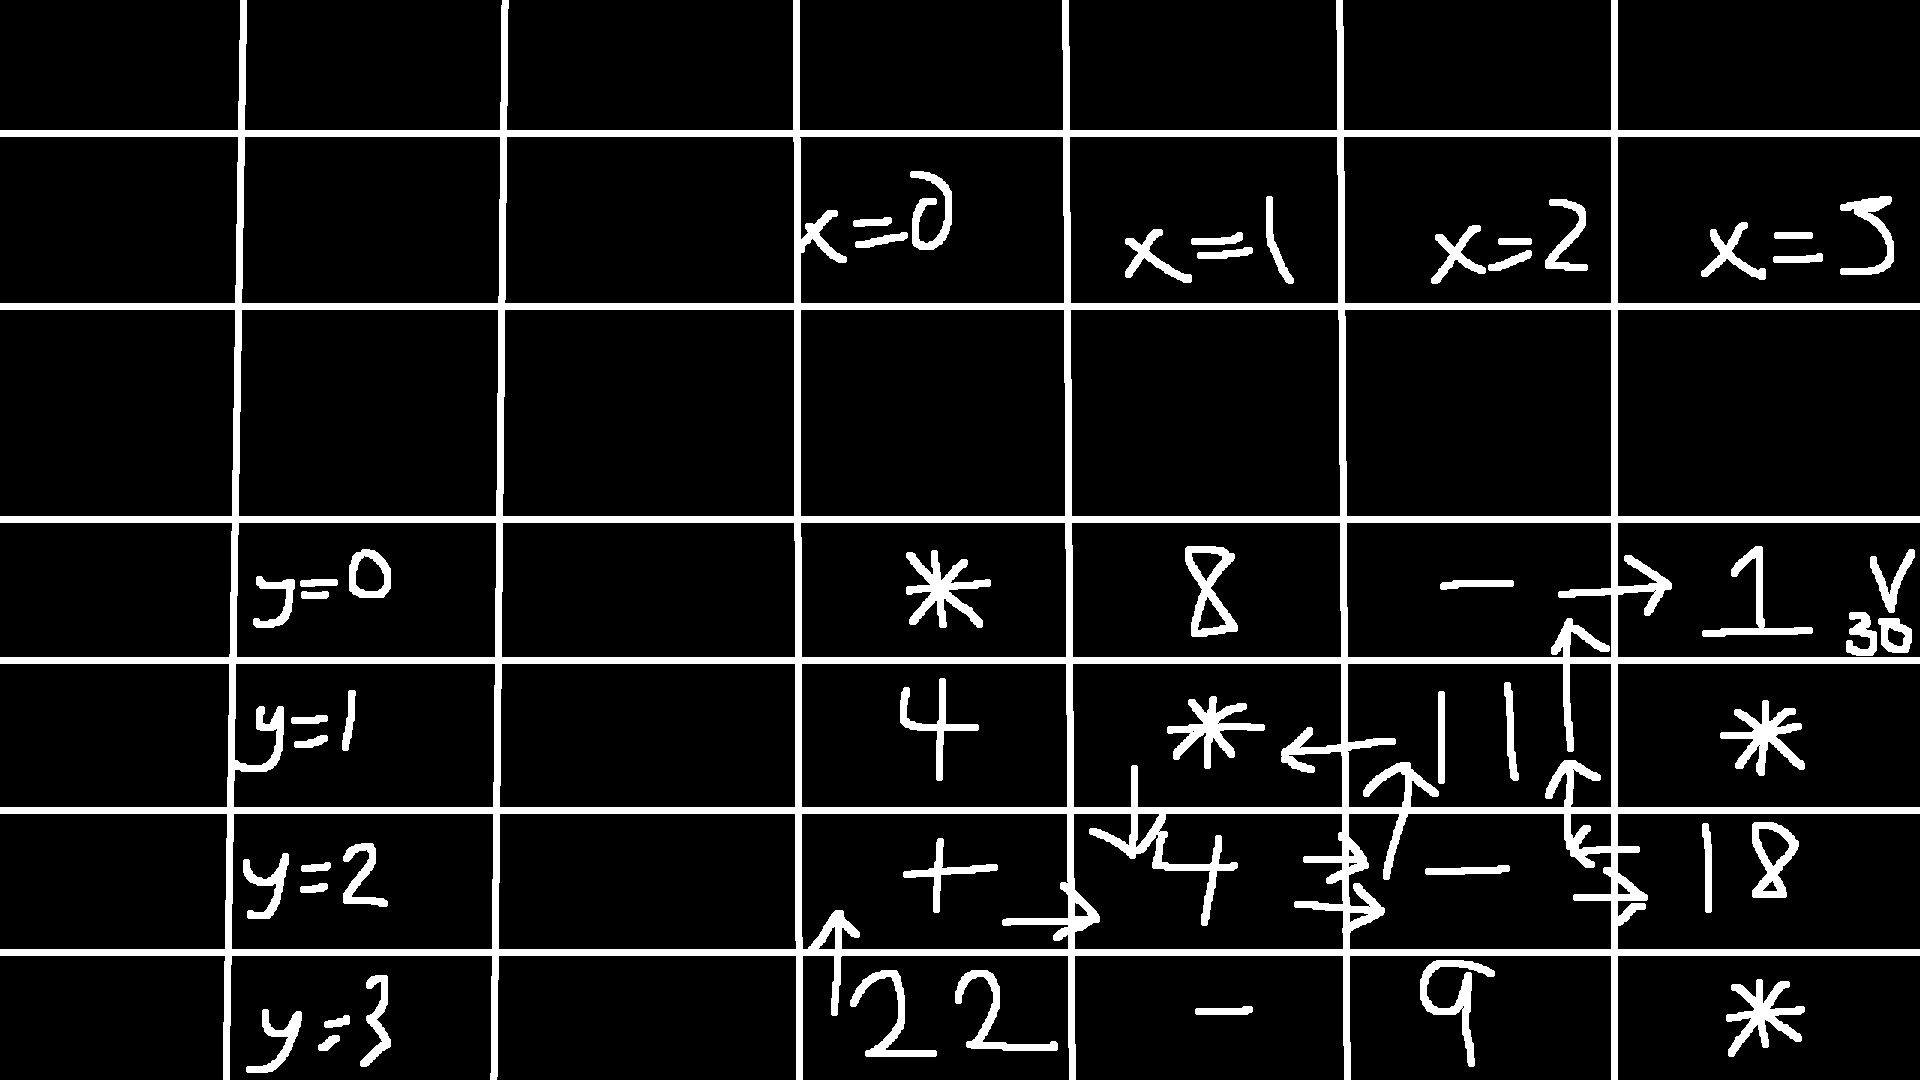 x=0 x=1 x=2 x=3
y=0 * 8 - → 1 V
30
y=1 4 * ← 11 ↑ *
y=2 + → 4 → → - ← → 18
y=3 ↑ 22 - 9 *